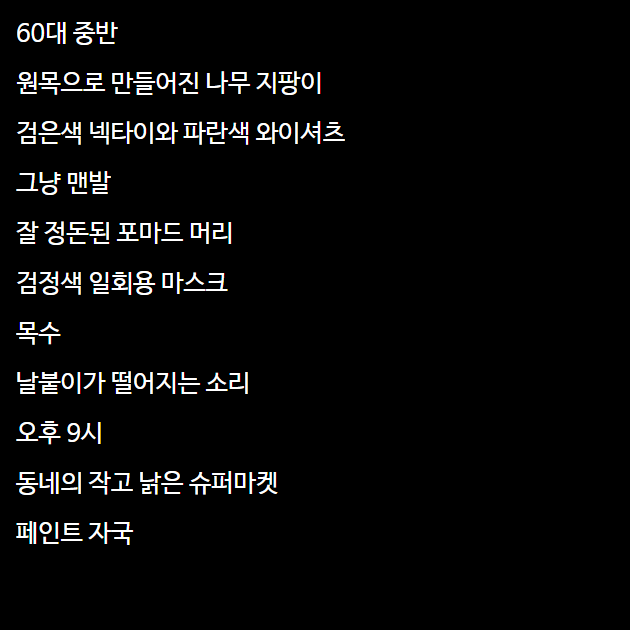 60대 중반
원목으로 만들어진 나무 지팡이
검은색 넥타이와 파란색 와이셔츠
그냥 맨발
잘 정돈된 포마드 머리
검정색 일회용 마스크
목수
날붙이가 떨어지는 소리
오후 9시
동네의 작고 낡은 슈퍼마켓
페인트 자국